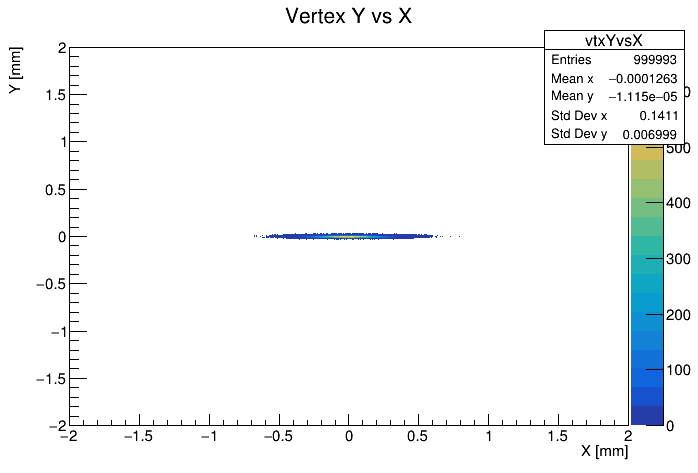 Vertex Y vs X
vtxYvsX
Entries 999993
Mean x −0.0001263
Mean y −1.115e−05
Std Dev x 0.1411
Std Dev y 0.006999
Y [mm]
2
1.5
1
0.5
0
−0.5
−1
−1.5
−2
−2 −1.5 −1 −0.5 0 0.5 1 1.5 2
X [mm]
0
500
400
300
200
100
0